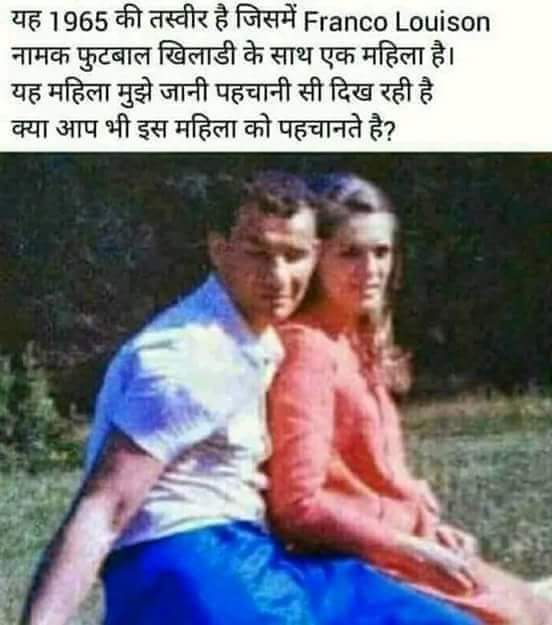 यह 1965 की तस्वीर है जिसमें Franco Louison
नामक फुटबाल खिलाडी के साथ एक महिला है।
यह महिला मुझे जानी पहचानी सी दिख रही है
क्या आप भी इस महिला को पहचानते है?